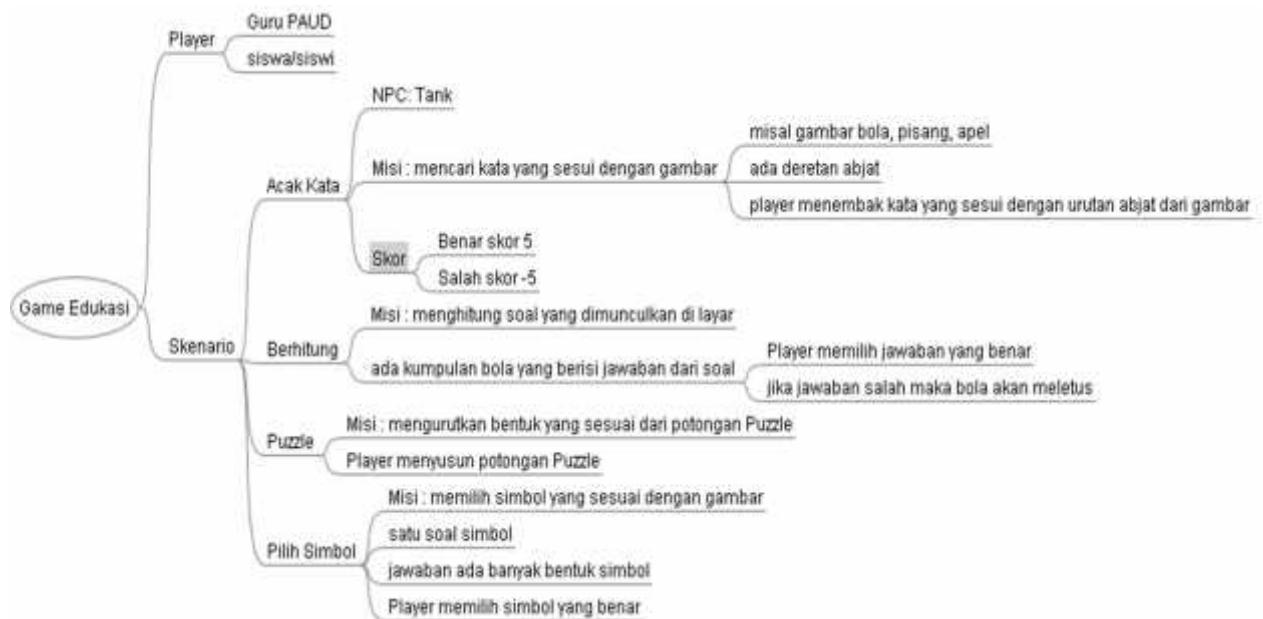 Game Edukasi
Player
Guru PAUD
siswa/siswi
Skenario
Acak Kata
NPC: Tank
Misi : mencari kata yang sesui dengan gambar
misal gambar bola, pisang, apel
ada deretan abjat
player menembak kata yang sesui dengan urutan abjat dari gambar
Skor
Benar skor 5
Salah skor -5
Berhitung
Misi : menghitung soal yang dimunculkan di layar
ada kumpulan bola yang berisi jawaban dari soal
Player memilih jawaban yang benar
jika jawaban salah maka bola akan meletus
Puzzle
Misi : mengurutkan bentuk yang sesuai dari potongan Puzzle
Player menyusun potongan Puzzle
Pilih Simbol
Misi : memilih simbol yang sesuai dengan gambar
satu soal simbol
jawaban ada banyak bentuk simbol
Player memilih simbol yang benar